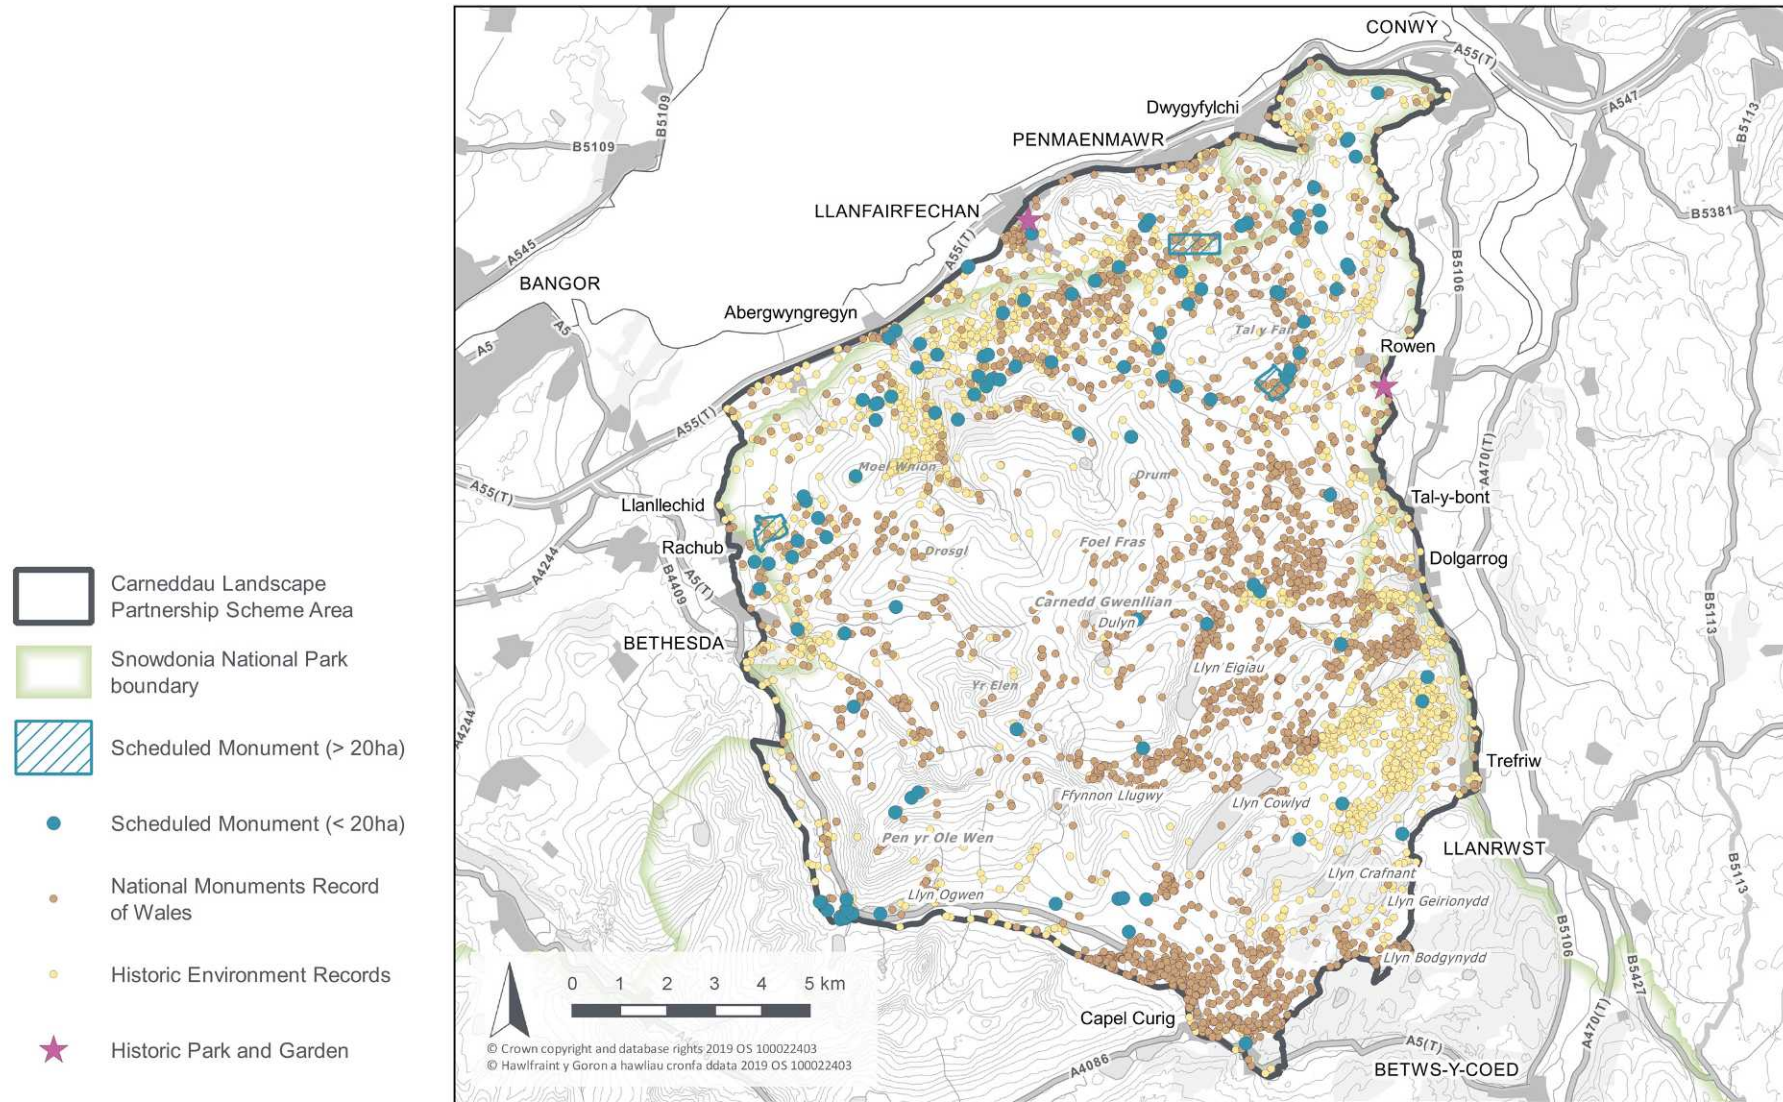 Carneddau Landscape
Partnership Scheme Area
Snowdonia National Park
boundary
Scheduled Monument (> 20ha)
Scheduled Monument (< 20ha)
National Monuments Record
of Wales
Historic Environment Records
Historic Park and Garden
CONWY
A55(T)
A547
B5113
B5109
B5109
Dwygyfylchi
PENMAENMAWR
LLANFAIRFECHAN
B5381
A545
A55(T)
B5106
BANGOR
Abergwyngregyn
A5
A5
Tal y Fan
Rowen
A55(T)
A470(T)
Moel Wnion
Drum
A55(T)
Llanllechid
Tal-y-bont
Rachub
Drosgl
Foel Fras
Dolgarrog
A4244
A5(T)
B4409
Carnedd Gwenllian
Dulyn
B5113
BETHESDA
Llyn Eigiau
Yr Elen
A4244
Trefriw
Ffynnon Llugwy
Llyn Cowlyd
Pen yr Ole Wen
LLANRWST
Llyn Crafnant
B5113
Llyn Ogwen
Llyn Geirionydd
B5106
Llyn Bodgynydd
B5427
0 1 2 3 4 5 km
Capel Curig
A470(T)
© Crown copyright and database rights 2019 OS 100022403
© Hawlfraint y Goron a hawliau cronfa ddata 2019 OS 100022403
A4086
A5(T)
BETWS-Y-COED